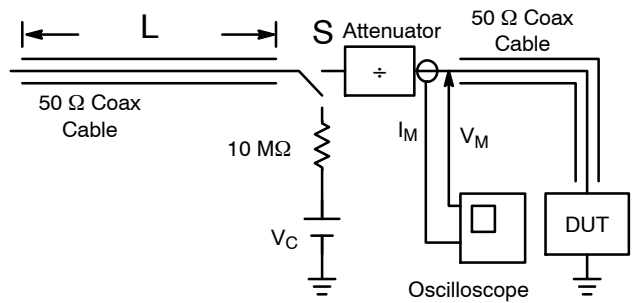 L
S
Attenuator
÷
50 Ω Coax
Cable
50 Ω Coax
Cable
10 MΩ
I_M
V_M
V_C
DUT
Oscilloscope